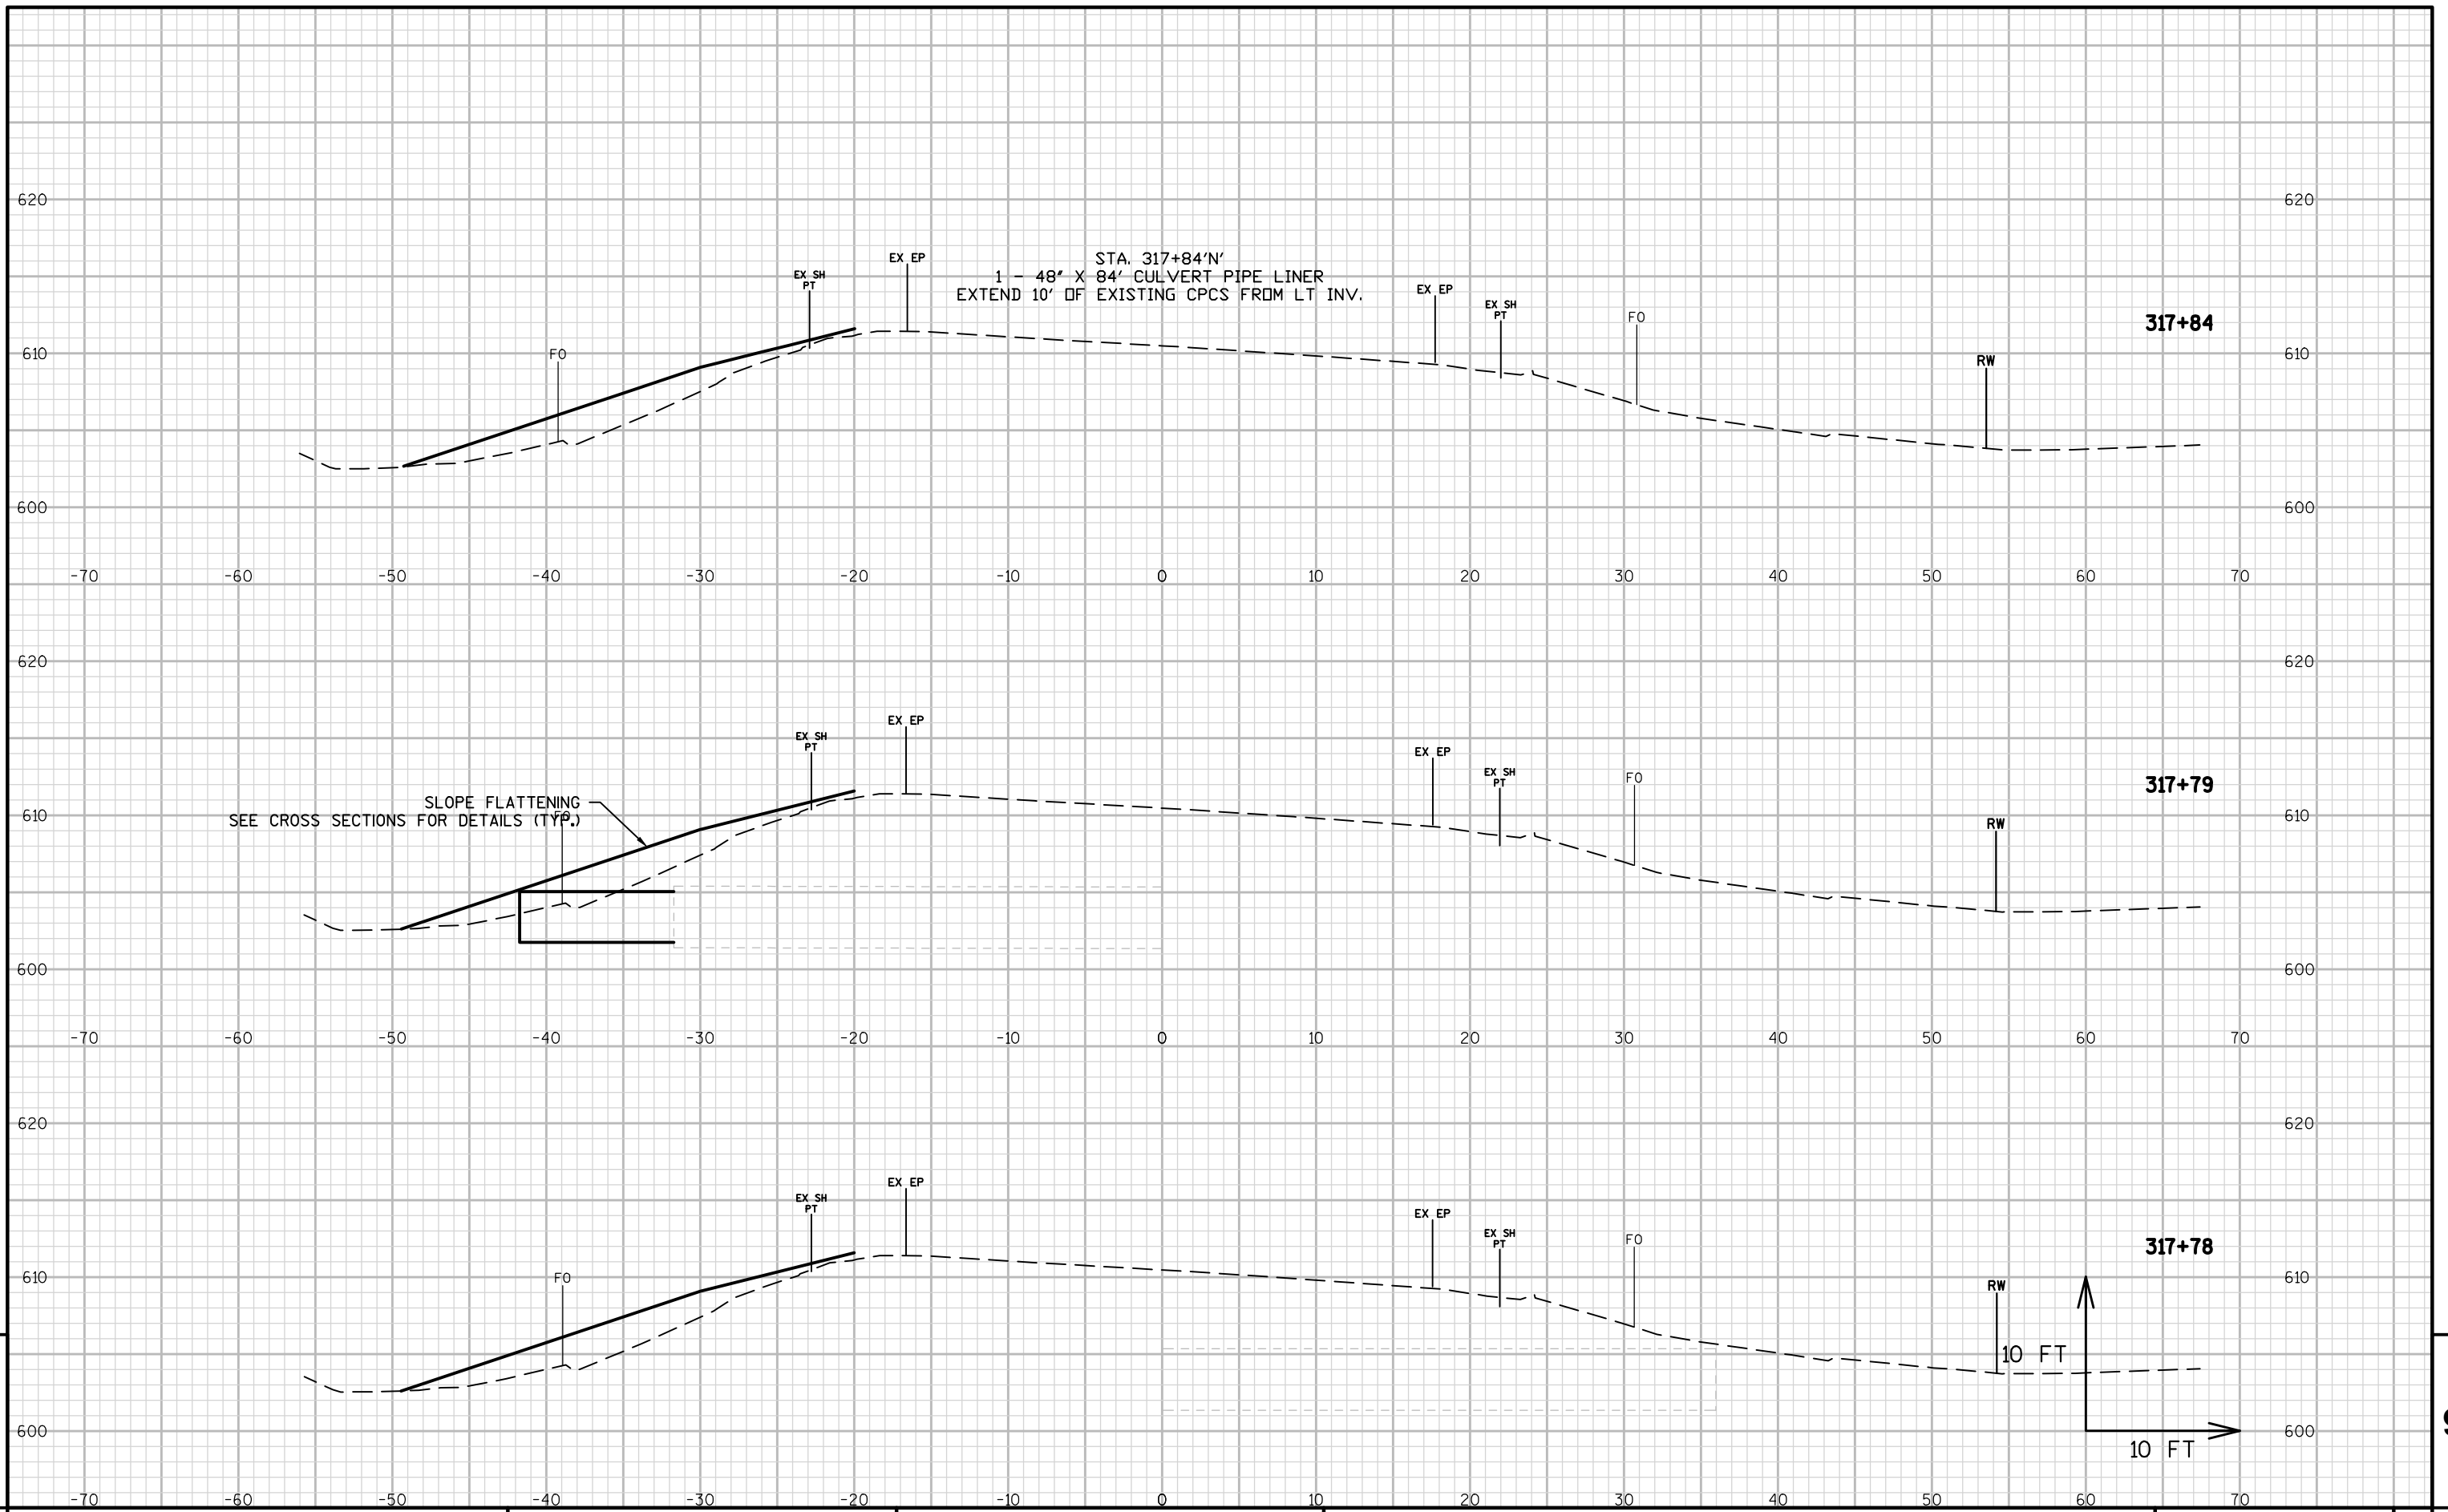 620 620
EX EP
STA. 317+84'N'
EX SH
PT
1 - 48" X 84' CULVERT PIPE LINER
EXTEND 10' OF EXISTING CPCS FROM LT INV.
EX EP
EX SH
PT
FO
317+84
610 610
FO
RW
600 600
-70 -60 -50 -40 -30 -20 -10 0 10 20 30 40 50 60 70
620 620
EX EP
EX SH
PT
EX EP
EX SH
PT
FO
317+79
SLOPE FLATTENING
SEE CROSS SECTIONS FOR DETAILS (TYP.)
FO
610 610
RW
600 600
-70 -60 -50 -40 -30 -20 -10 0 10 20 30 40 50 60 70
620 620
EX EP
EX SH
PT
EX EP
EX SH
PT
FO
317+78
610 610
FO
RW
10 FT
600 600
10 FT
-70 -60 -50 -40 -30 -20 -10 0 10 20 30 40 50 60 70